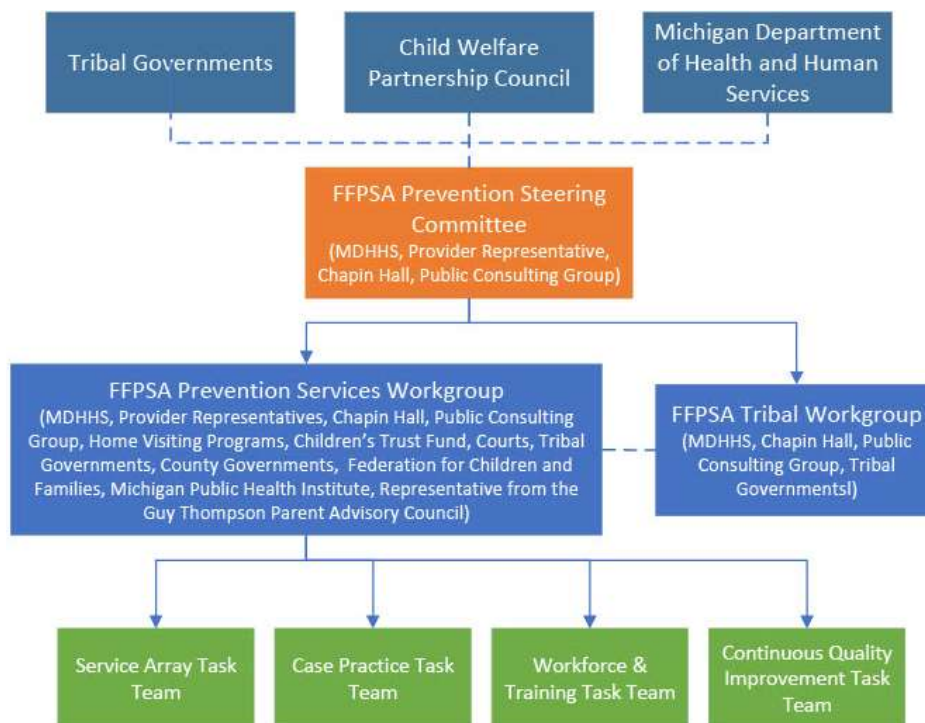 Tribal Governments
Child Welfare
Partnership Council
Michigan Department
of Health and Human
Services
FFPSA Prevention Steering
Committee
(MDHHS, Provider Representative,
Chapin Hall, Public Consulting Group)
FFPSA Prevention Services Workgroup
(MDHHS, Provider Representatives, Chapin Hall, Public Consulting
Group, Home Visiting Programs, Children’s Trust Fund, Courts, Tribal
Governments, County Governments, Federation for Children and
Families, Michigan Public Health Institute, Representative from the
Guy Thompson Parent Advisory Council)
FFPSA Tribal Workgroup
(MDHHS, Chapin Hall, Public
Consulting Group, Tribal
Governmentsl)
Service Array Task
Team
Case Practice Task
Team
Workforce &
Training Task Team
Continuous Quality
Improvement Task
Team